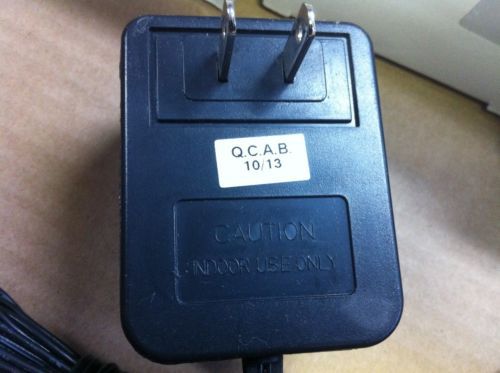 Q.C.A.B.
10/13
CAUTION
INDOOR USE ONLY